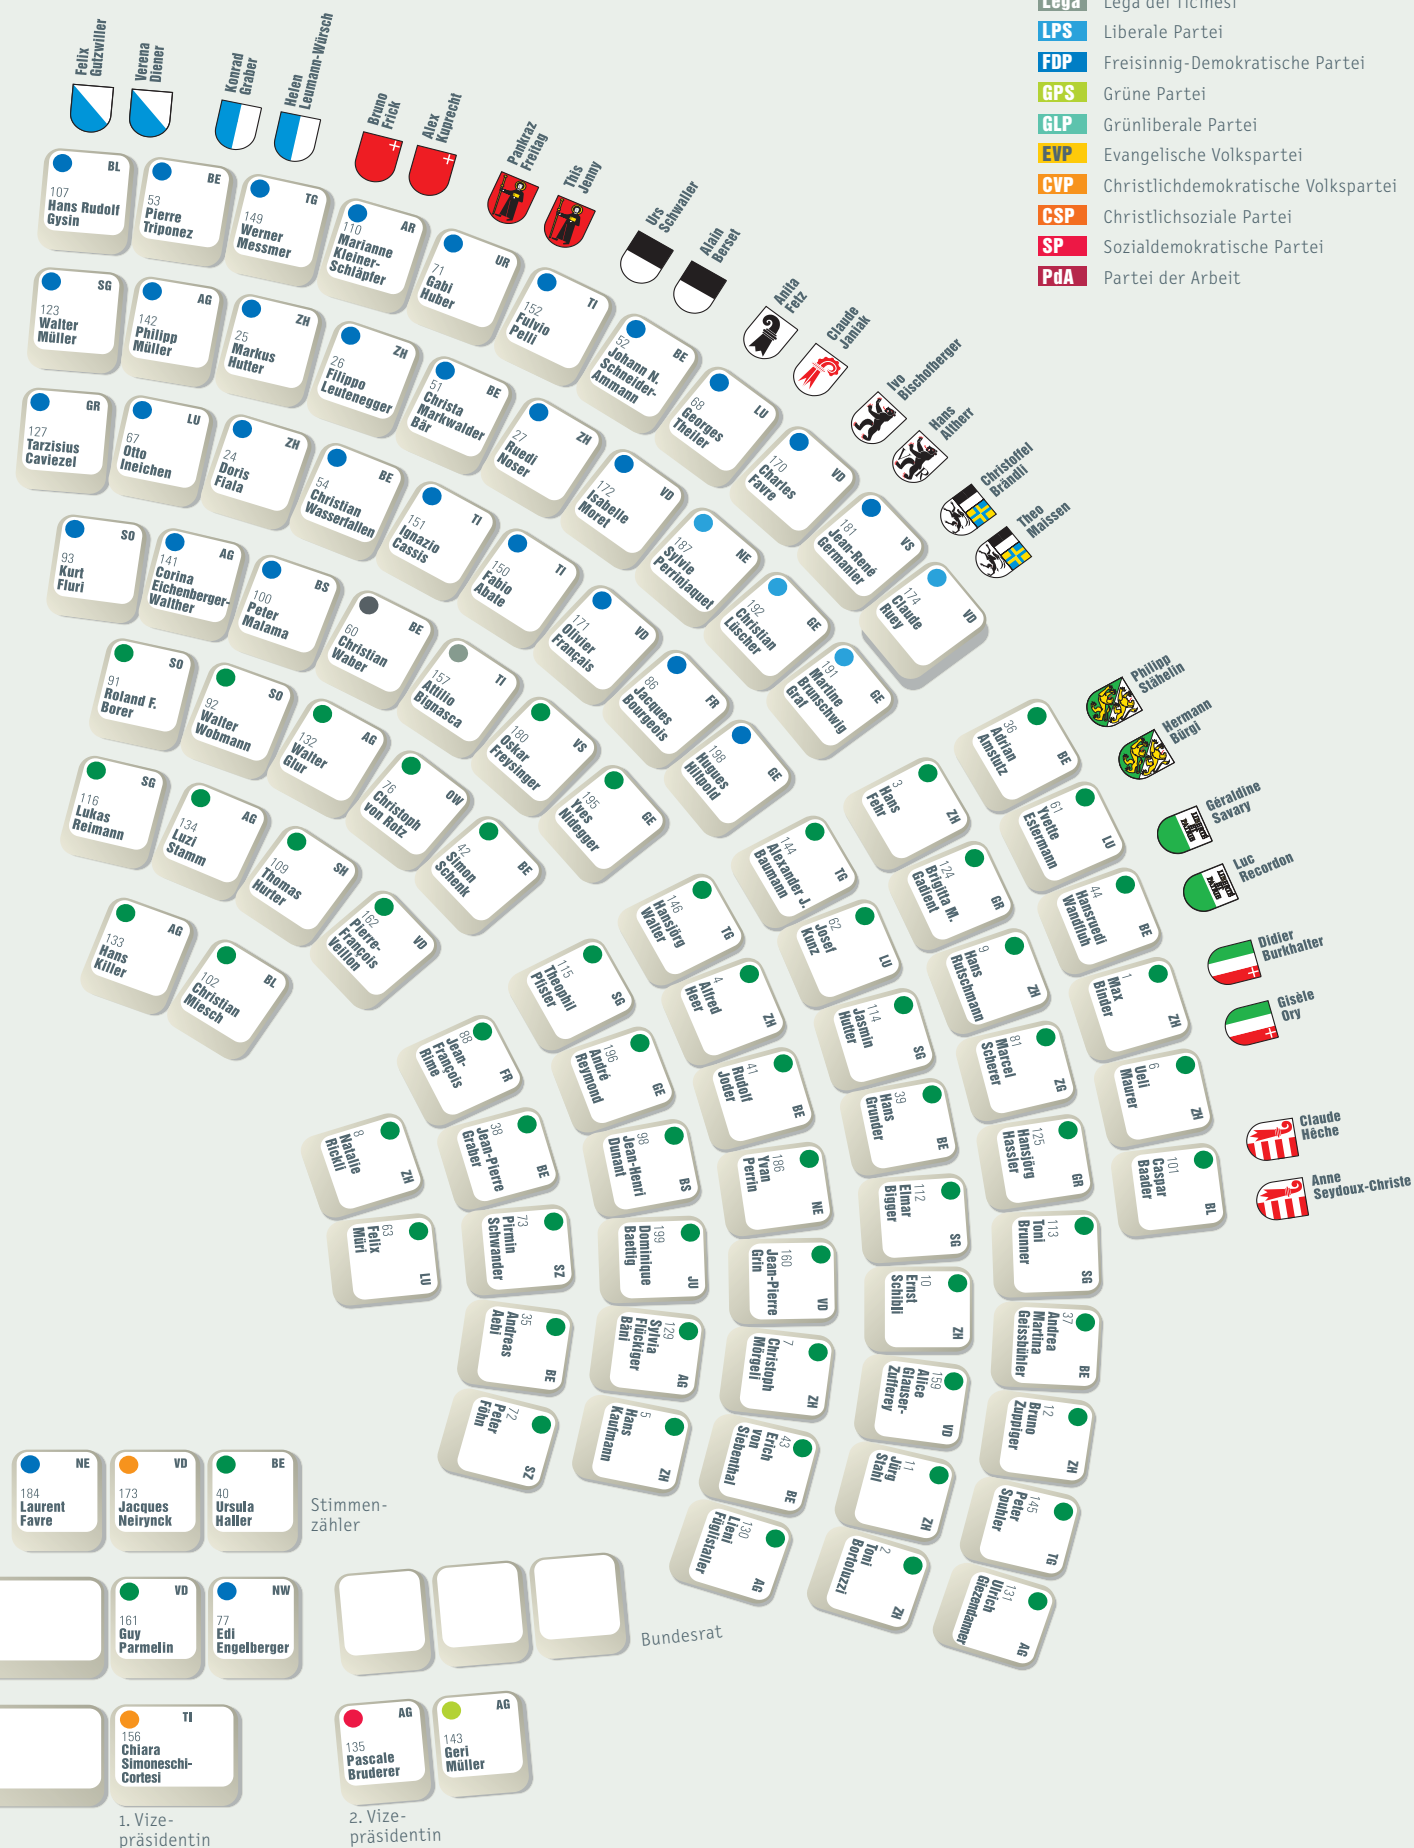 Lega Lega dei Ticinesi
LPS Liberale Partei
FDP Freisinnig-Demokratische Partei
GPS Grüne Partei
GLP Grünliberale Partei
EVP Evangelische Volkspartei
CVP Christlichdemokratische Volkspartei
CSP Christlichsoziale Partei
SP Sozialdemokratische Partei
PdA Partei der Arbeit
Felix
Gutzwiller
Verena
Diener
Konrad
Graber
Helen
Leumann-Würsch
Bruno
Frick
Alex
Kuprecht
Pankraz
Freitag
This
Jenny
Urs
Schwaller
Alain
Berset
Anita
Fetz
Claude
Janiak
Ivo
Bischofberger
Hans
Altherr
Christoffel
Brändli
Theo
Maissen
Philipp
Stähelin
Hermann
Bürgi
Géraldine
Savary
Luc
Recordon
Didier
Burkhalter
Gisèle
Ory
Claude
Hêche
Anne
Seydoux-Christe
BL
107
Hans Rudolf
Gysin
BE
53
Pierre
Triponez
TG
149
Werner
Messmer
AR
110
Marianne
Kleiner-
Schläpfer
UR
71
Gabi
Huber
TI
152
Fulvio
Pelli
BE
52
Johann N.
Schneider-
Ammann
LU
68
Georges
Theiler
VD
170
Charles
Favre
VS
181
Jean-René
Germanier
VD
174
Claude
Ruey
SG
123
Walter
Müller
AG
142
Philipp
Müller
ZH
25
Markus
Hutter
ZH
26
Filippo
Leutenegger
BE
51
Christa
Markwalder
Bär
ZH
27
Ruedi
Noser
VD
172
Isabelle
Moret
NE
187
Sylvie
Perrinjaquet
GE
192
Christian
Lüscher
GE
191
Martine
Brunschwig
Graf
GR
127
Tarzisius
Caviezel
LU
67
Otto
Ineichen
ZH
24
Doris
Fiala
BE
54
Christian
Wasserfallen
TI
151
Ignazio
Cassis
TI
150
Fabio
Abate
VD
171
Olivier
Français
FR
86
Jacques
Bourgeois
GE
198
Hugues
Hiltpold
SO
93
Kurt
Fluri
AG
141
Corina
Eichenberger-
Walther
BS
100
Peter
Malama
BE
60
Christian
Waber
TI
157
Attilio
Bignasca
VS
180
Oskar
Freysinger
GE
195
Yves
Nidegger
SO
91
Roland F.
Borer
SO
92
Walter
Wobmann
AG
132
Walter
Glur
OW
76
Christoph
von Rotz
BE
42
Simon
Schenk
SG
116
Lukas
Reimann
AG
134
Luzi
Stamm
SH
109
Thomas
Hurter
VD
162
Pierre-
François
Veillon
AG
133
Hans
Killer
BL
102
Christian
Miesch
36
Adrian
Amstutz
BE
61
Yvette
Estermann
LU
44
Hansruedi
Wandfluh
BE
1
Max
Binder
ZH
6
Ueli
Maurer
ZH
101
Caspar
Baader
BL
3
Hans
Fehr
ZH
124
Brigitta M.
Gadient
GR
9
Hans
Rutschmann
ZH
81
Marcel
Scherer
ZG
125
Hansjörg
Hassler
GR
113
Toni
Brunner
SG
37
Andrea
Martina
Geissbühler
BE
12
Bruno
Zuppiger
ZH
145
Peter
Spuhler
TG
131
Ulrich
Giezendanner
AG
144
Alexander J.
Baumann
TG
62
Josef
Kunz
LU
114
Jasmin
Hutter
SG
39
Hans
Grunder
BE
112
Elmar
Bigger
SG
10
Ernst
Schibli
ZH
159
Alice
Glauser-
Zufferey
VD
11
Jürg
Stahl
ZH
2
Toni
Bortoluzzi
ZH
146
Hansjörg
Walter
TG
4
Alfred
Heer
ZH
41
Rudolf
Joder
BE
186
Yvan
Perrin
NE
160
Jean-Pierre
Grin
VD
7
Christoph
Mörgeli
ZH
43
Erich
von
Siebenthal
BE
130
Lieni
Füglistaller
AG
115
Theophil
Pfister
SG
196
André
Reymond
GE
98
Jean-Henri
Dunant
BS
199
Dominique
Baettig
JU
129
Sylvia
Flückiger
Bäni
AG
5
Hans
Kaufmann
ZH
88
Jean-
François
Rime
FR
38
Jean-Pierre
Graber
BE
73
Pirmin
Schwander
SZ
35
Andreas
Aebi
BE
72
Peter
Föhn
SZ
8
Natalie
Rickli
ZH
63
Felix
Müri
LU
NE
184
Laurent
Favre
VD
173
Jacques
Neirynck
BE
40
Ursula
Haller
Stimmen-
zähler
VD
161
Guy
Parmelin
NW
77
Edi
Engelberger
Bundesrat
TI
156
Chiara
Simoneschi-
Cortesi
1. Vize-
präsidentin
AG
135
Pascale
Bruderer
AG
143
Geri
Müller
2. Vize-
präsidentin